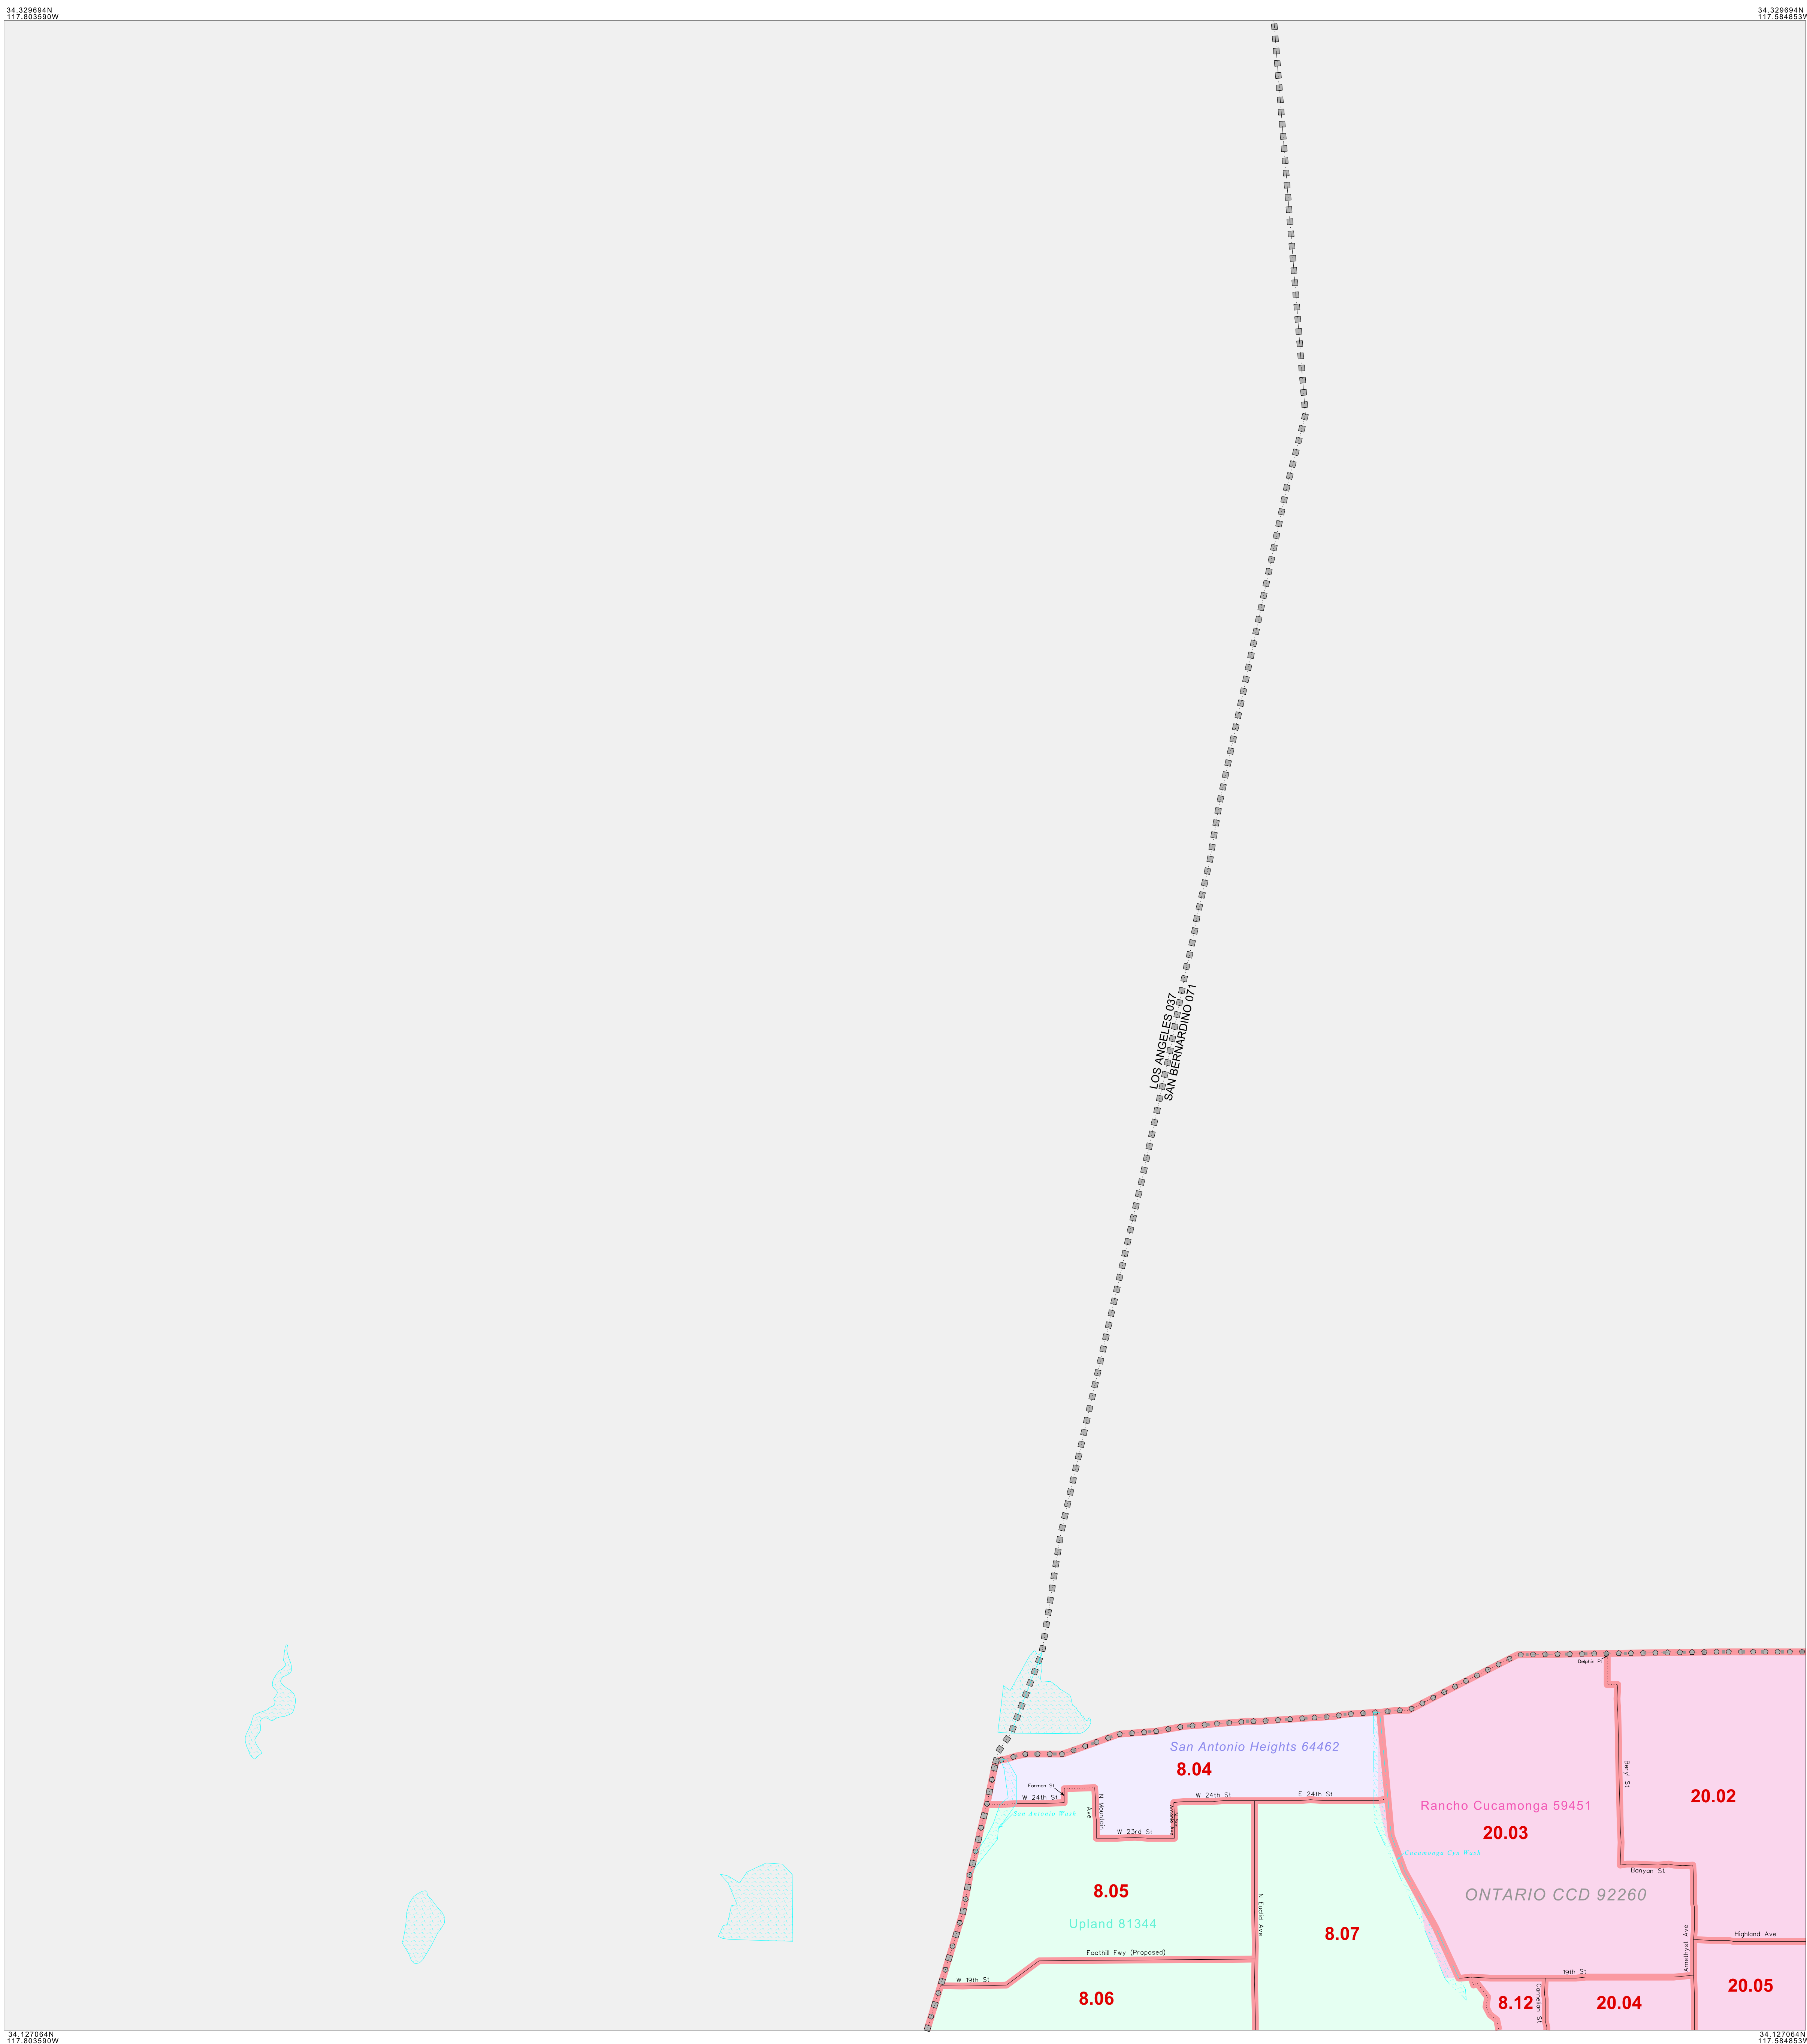 34.329694N
117.803590W
34.329694N
117.584853W
LOS ANGELES 037
SAN BERNARDINO 071
Delphin Pl
San Antonio Heights 64462
8.04
Forman St
W 24th St
W 24th St
E 24th St
N Mountain
Ave
N San
Antonio Ave
San Antonio Wash
W 23rd St
Beryl St
20.02
Rancho Cucamonga 59451
20.03
Cucamonga Crk Wash
Banyan St
8.05
ONTARIO CCD 92260
Upland 81344
N Euclid Ave
8.07
Amethyst Ave
Highland Ave
Foothill Fwy (Proposed)
W 19th St
19th St
8.06
8.12
Carnelian St
20.04
20.05
34.127064N
117.803590W
34.127064N
117.584853W